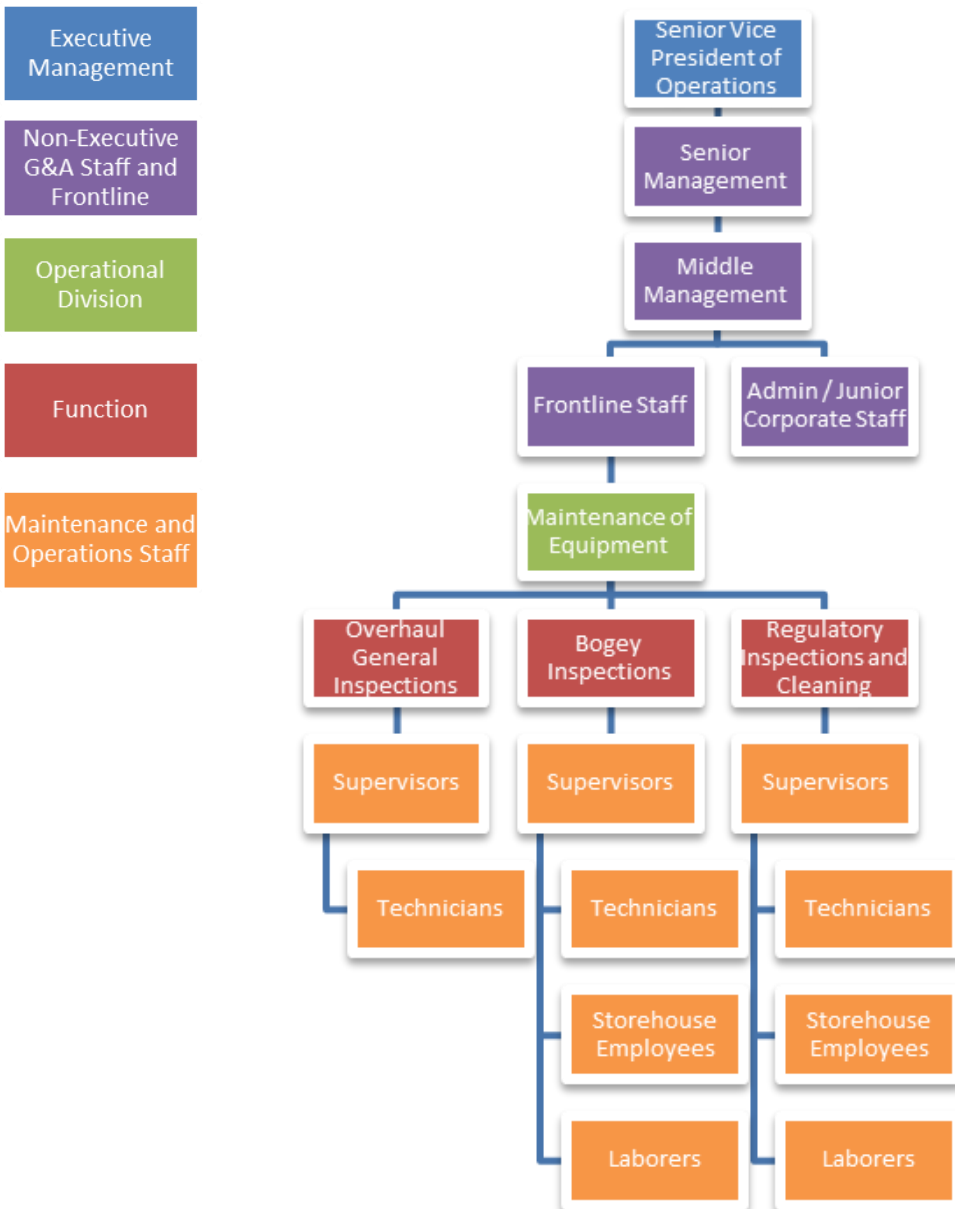 Executive
Management
Non-Executive
G&A Staff and
Frontline
Operational
Division
Function
Maintenance and
Operations Staff
Senior Vice
President of
Operations
Senior
Management
Middle
Management
Frontline Staff
Admin / Junior
Corporate Staff
Maintenance of
Equipment
Overhaul
General
Inspections
Bogey
Inspections
Regulatory
Inspections and
Cleaning
Supervisors
Supervisors
Supervisors
Technicians
Technicians
Technicians
Storehouse
Employees
Storehouse
Employees
Laborers
Laborers